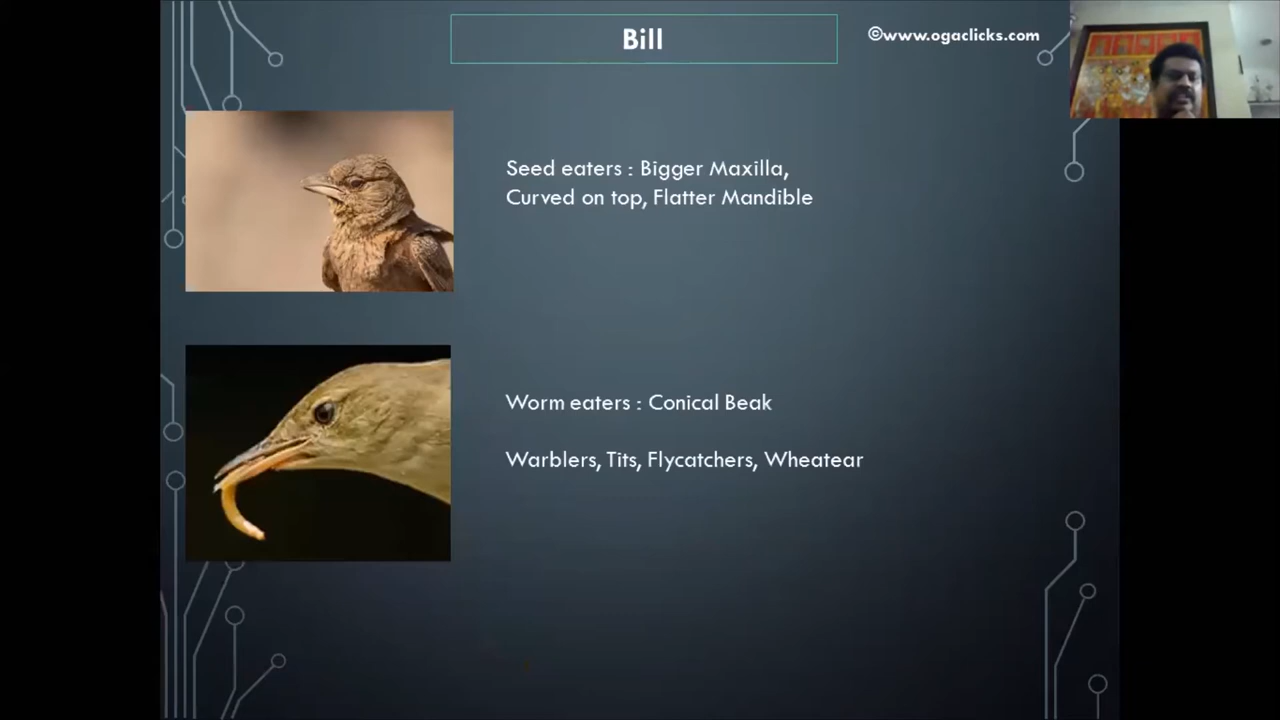 Bill
©www.ogaclicks.com
Seed eaters : Bigger Maxilla,
Curved on top, Flatter Mandible
Worm eaters : Conical Beak
Warblers, Tits, Flycatchers, Wheatear